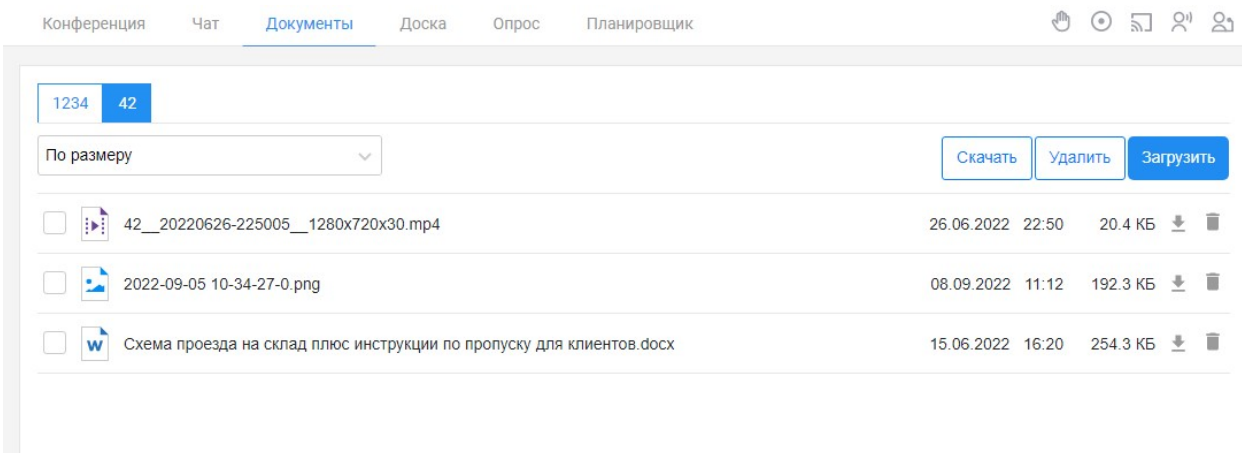 Конференция Чат Документы Доска Опрос Планировщик
1234 42
По размеру Скачать Удалить Загрузить
42__20220626-225005__1280x720x30.mp4 26.06.2022 22:50 20.4 КБ
2022-09-05 10-34-27-0.png 08.09.2022 11:12 192.3 КБ
W Схема проезда на склад плюс инструкции по пропуску для клиентов.docx 15.06.2022 16:20 254.3 КБ